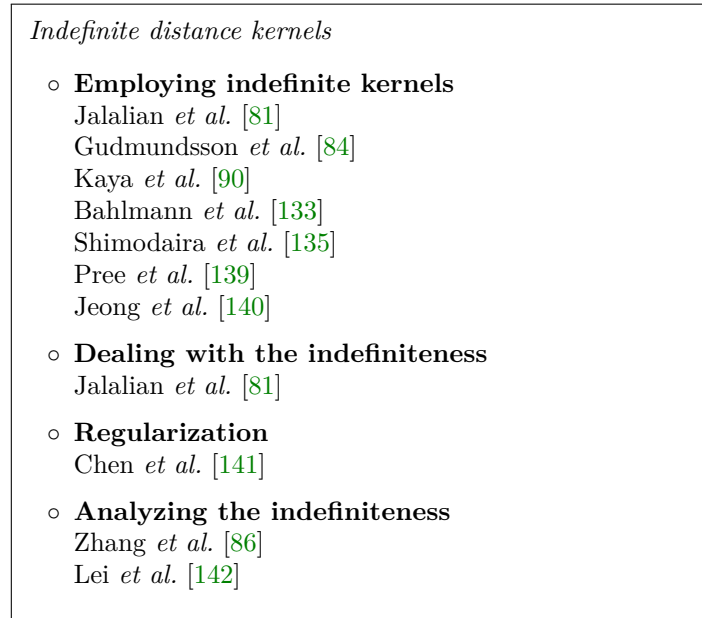 Indefinite distance kernels
○ Employing indefinite kernels
Jalalian et al. [81]
Gudmundsson et al. [84]
Kaya et al. [90]
Bahlmann et al. [133]
Shimodaira et al. [135]
Pree et al. [139]
Jeong et al. [140]
○ Dealing with the indefiniteness
Jalalian et al. [81]
○ Regularization
Chen et al. [141]
○ Analyzing the indefiniteness
Zhang et al. [86]
Lei et al. [142]